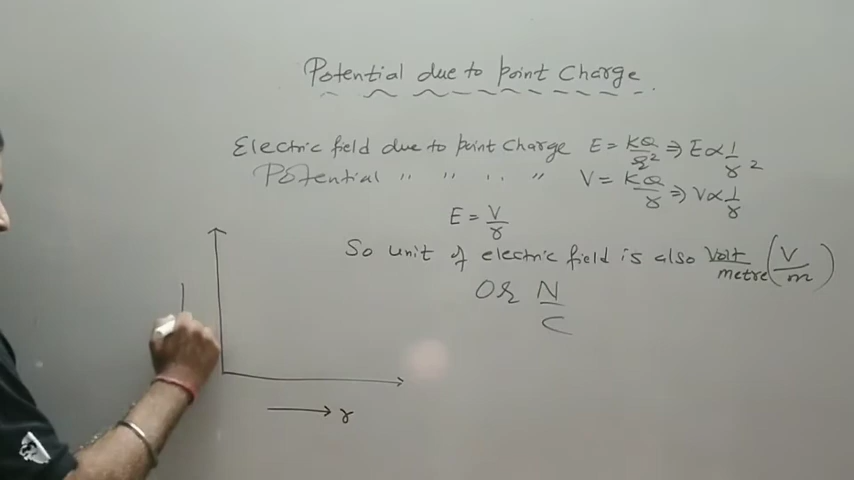 Potential due to point Charge
Electric field due to point Charge E = KQ/r² ⇒ E ∝ 1/r²
Potential " " " " V = KQ/r ⇒ V ∝ 1/r
E = V/r
So unit of electric field is also Volt/metre (V/m)
OR N/C
→ r